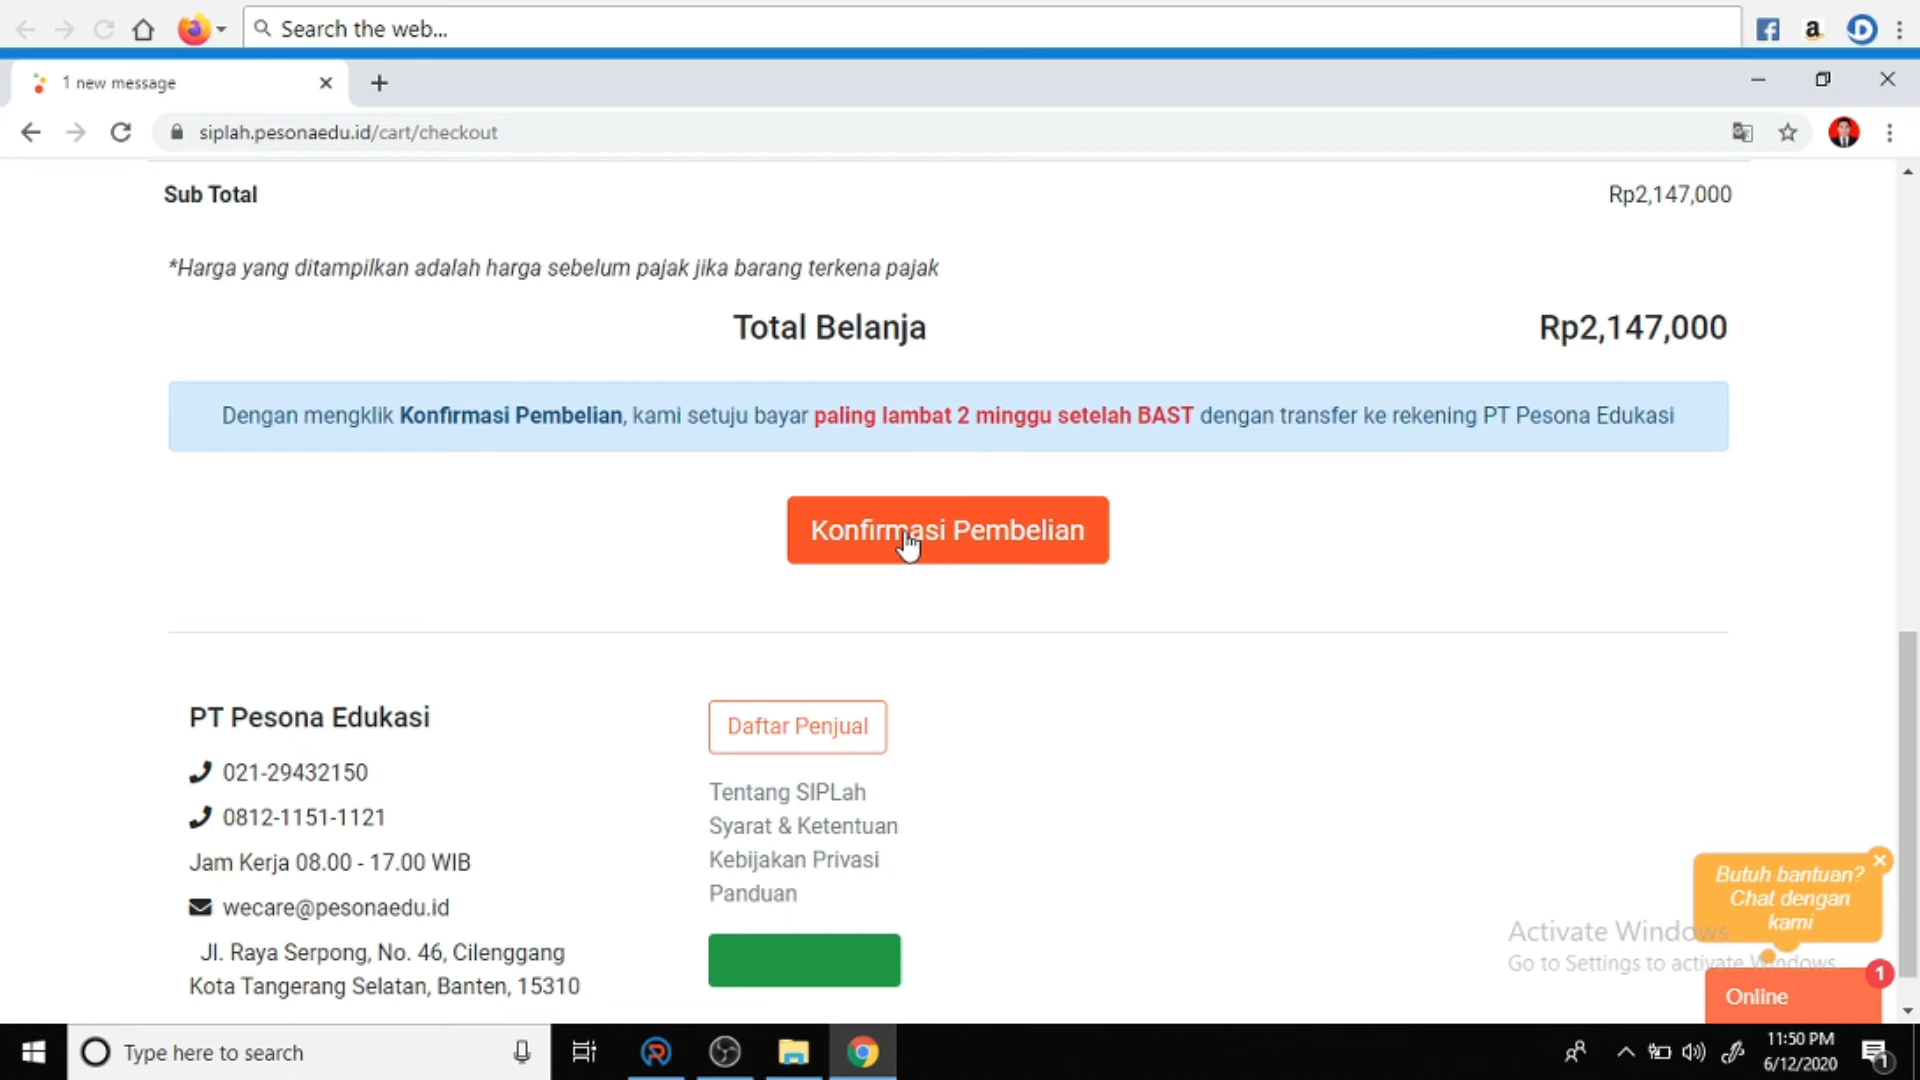 Search the web...
1 new message
siplah.pesonaedu.id/cart/checkout
Sub Total Rp2,147,000
*Harga yang ditampilkan adalah harga sebelum pajak jika barang terkena pajak
Total Belanja Rp2,147,000
Dengan mengklik Konfirmasi Pembelian, kami setuju bayar paling lambat 2 minggu setelah BAST dengan transfer ke rekening PT Pesona Edukasi
Konfirmasi Pembelian
PT Pesona Edukasi
021-29432150
0812-1151-1121
Jam Kerja 08.00 - 17.00 WIB
wecare@pesonaedu.id
Jl. Raya Serpong, No. 46, Cilenggang
Kota Tangerang Selatan, Banten, 15310
Daftar Penjual
Tentang SIPLah
Syarat & Ketentuan
Kebijakan Privasi
Panduan
Butuh bantuan?
Chat dengan
kami
Activate Windows
Go to Settings to activate Windows.
1
Online
Type here to search
11:50 PM
6/12/2020
1